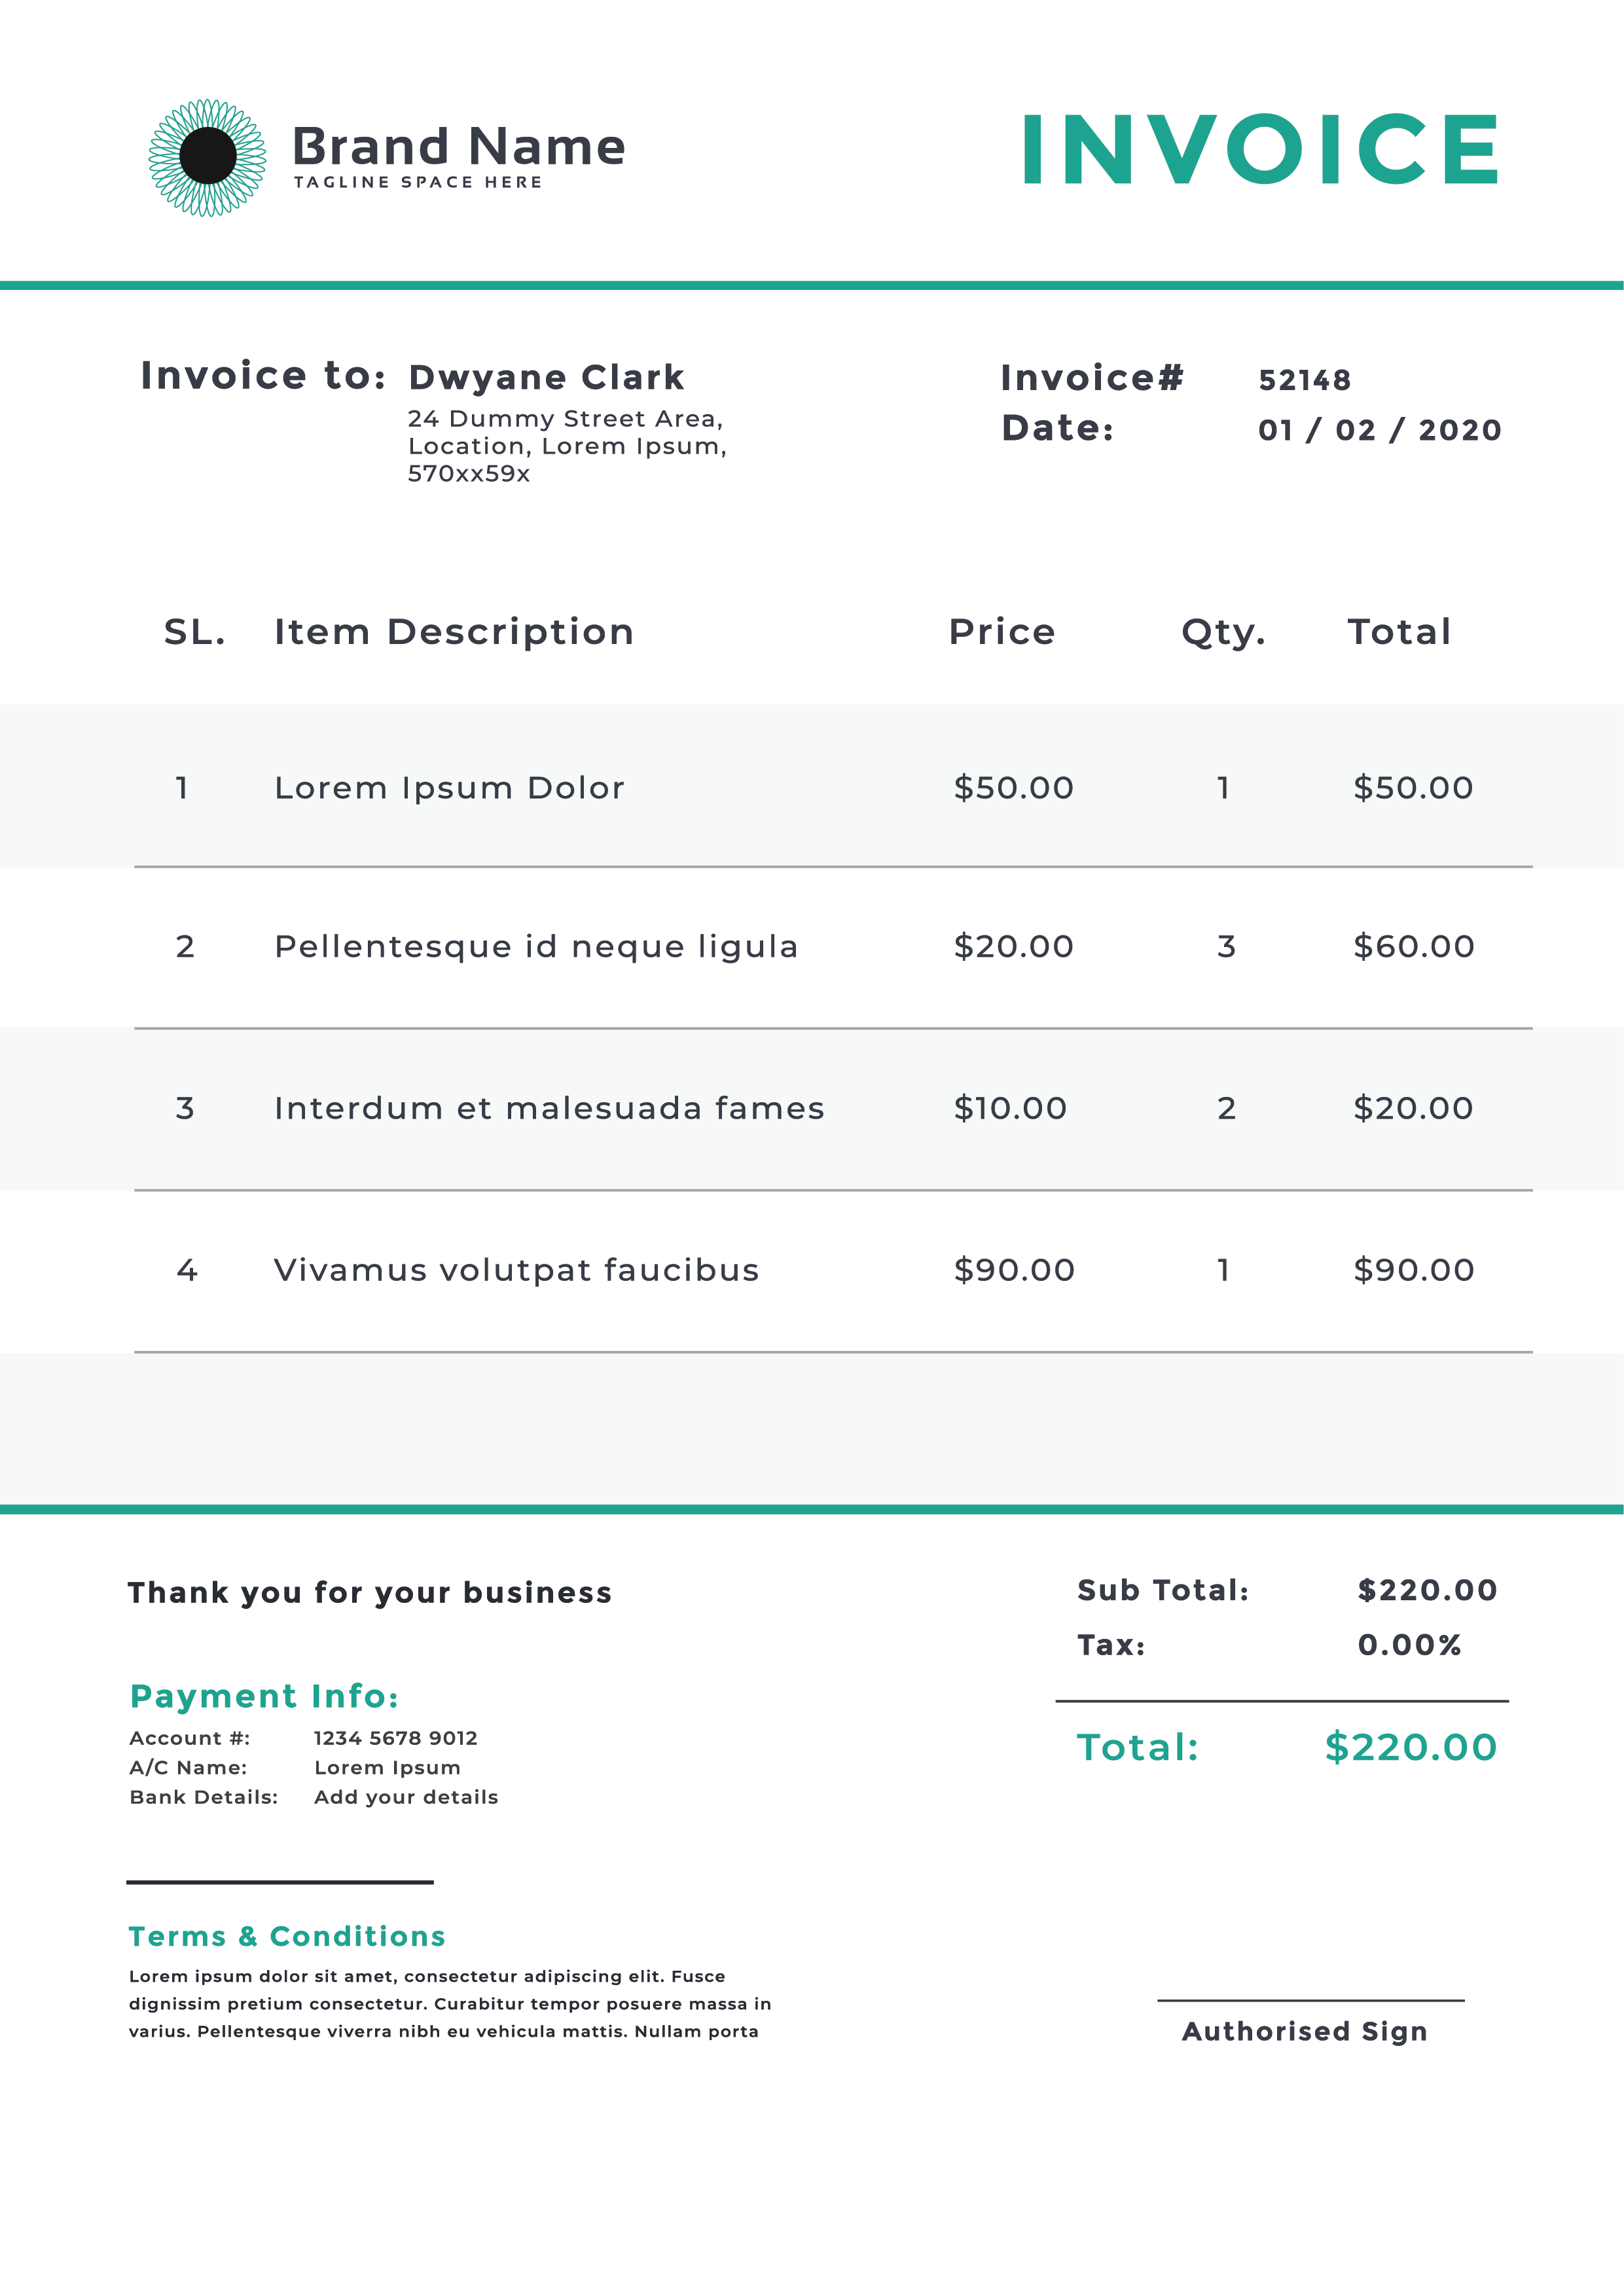 Brand Name
TAGLINE SPACE HERE
INVOICE
Invoice to: Dwyane Clark
24 Dummy Street Area,
Location, Lorem Ipsum,
570xx59x
Invoice# 52148
Date: 01 / 02 / 2020
SL. Item Description Price Qty. Total
1 Lorem Ipsum Dolor $50.00 1 $50.00
2 Pellentesque id neque ligula $20.00 3 $60.00
3 Interdum et malesuada fames $10.00 2 $20.00
4 Vivamus volutpat faucibus $90.00 1 $90.00
Thank you for your business
Sub Total: $220.00
Tax: 0.00%
Total: $220.00
Payment Info:
Account #: 1234 5678 9012
A/C Name: Lorem Ipsum
Bank Details: Add your details
Terms & Conditions
Lorem ipsum dolor sit amet, consectetur adipiscing elit. Fusce
dignissim pretium consectetur. Curabitur tempor posuere massa in
varius. Pellentesque viverra nibh eu vehicula mattis. Nullam porta
Authorised Sign